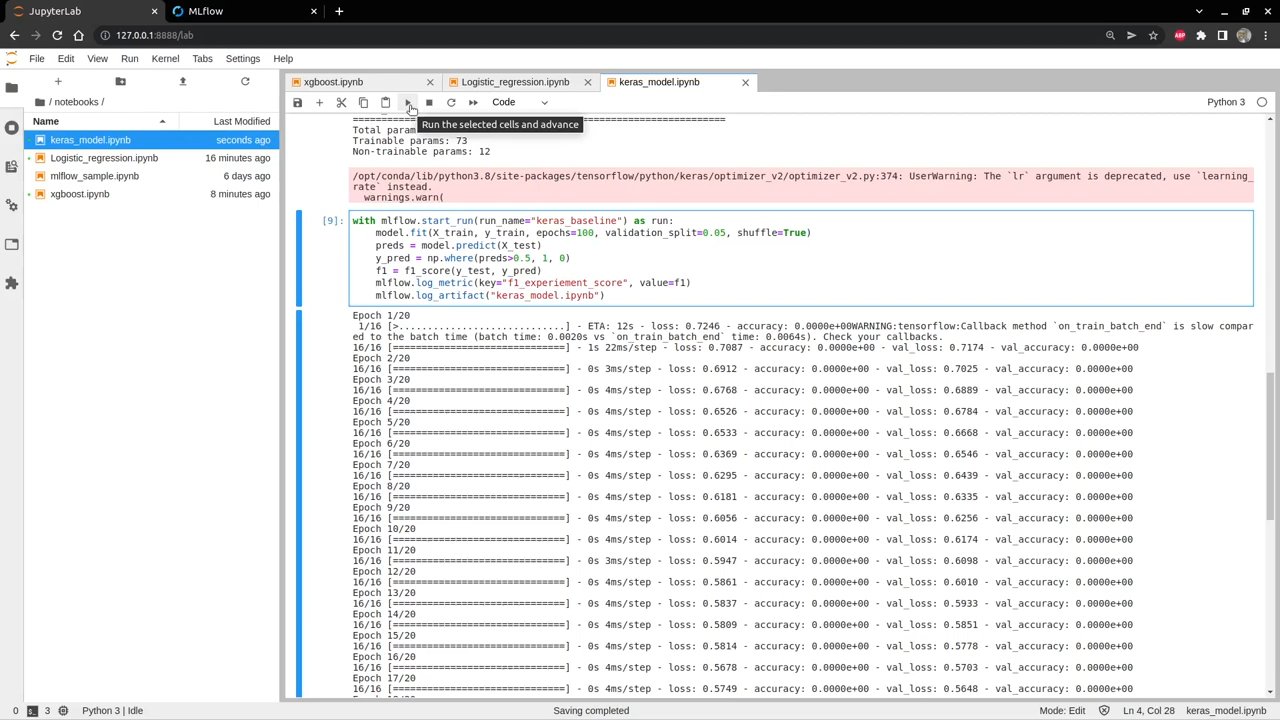 JupyterLab
MLflow
127.0.0.1:8888/lab
ABP
File Edit View Run Kernel Tabs Settings Help
xgboost.ipynb
Logistic_regression.ipynb
keras_model.ipynb
/ notebooks /
Code
Python 3
Name
Last Modified
keras_model.ipynb seconds ago
Logistic_regression.ipynb 16 minutes ago
mlflow_sample.ipynb 6 days ago
xgboost.ipynb 8 minutes ago
Run the selected cells and advance
=================================================================
Total param
Trainable params: 73
Non-trainable params: 12
/opt/conda/lib/python3.8/site-packages/tensorflow/python/keras/optimizer_v2/optimizer_v2.py:374: UserWarning: The `lr` argument is deprecated, use `learning_
rate` instead.
warnings.warn(
[9]: with mlflow.start_run(run_name="keras_baseline") as run:
model.fit(X_train, y_train, epochs=100, validation_split=0.05, shuffle=True)
preds = model.predict(X_test)
y_pred = np.where(preds>0.5, 1, 0)
f1 = f1_score(y_test, y_pred)
mlflow.log_metric(key="f1_experiement_score", value=f1)
mlflow.log_artifact("keras_model.ipynb")
Epoch 1/20
1/16 [>.............................] - ETA: 12s - loss: 0.7246 - accuracy: 0.0000e+00WARNING:tensorflow:Callback method `on_train_batch_end` is slow compar
ed to the batch time (batch time: 0.0020s vs `on_train_batch_end` time: 0.0064s). Check your callbacks.
16/16 [==============================] - 1s 22ms/step - loss: 0.7087 - accuracy: 0.0000e+00 - val_loss: 0.7174 - val_accuracy: 0.0000e+00
Epoch 2/20
16/16 [==============================] - 0s 3ms/step - loss: 0.6912 - accuracy: 0.0000e+00 - val_loss: 0.7025 - val_accuracy: 0.0000e+00
Epoch 3/20
16/16 [==============================] - 0s 4ms/step - loss: 0.6768 - accuracy: 0.0000e+00 - val_loss: 0.6889 - val_accuracy: 0.0000e+00
Epoch 4/20
16/16 [==============================] - 0s 4ms/step - loss: 0.6526 - accuracy: 0.0000e+00 - val_loss: 0.6784 - val_accuracy: 0.0000e+00
Epoch 5/20
16/16 [==============================] - 0s 4ms/step - loss: 0.6533 - accuracy: 0.0000e+00 - val_loss: 0.6668 - val_accuracy: 0.0000e+00
Epoch 6/20
16/16 [==============================] - 0s 4ms/step - loss: 0.6369 - accuracy: 0.0000e+00 - val_loss: 0.6546 - val_accuracy: 0.0000e+00
Epoch 7/20
16/16 [==============================] - 0s 4ms/step - loss: 0.6295 - accuracy: 0.0000e+00 - val_loss: 0.6439 - val_accuracy: 0.0000e+00
Epoch 8/20
16/16 [==============================] - 0s 4ms/step - loss: 0.6181 - accuracy: 0.0000e+00 - val_loss: 0.6335 - val_accuracy: 0.0000e+00
Epoch 9/20
16/16 [==============================] - 0s 4ms/step - loss: 0.6056 - accuracy: 0.0000e+00 - val_loss: 0.6256 - val_accuracy: 0.0000e+00
Epoch 10/20
16/16 [==============================] - 0s 4ms/step - loss: 0.6014 - accuracy: 0.0000e+00 - val_loss: 0.6174 - val_accuracy: 0.0000e+00
Epoch 11/20
16/16 [==============================] - 0s 3ms/step - loss: 0.5947 - accuracy: 0.0000e+00 - val_loss: 0.6098 - val_accuracy: 0.0000e+00
Epoch 12/20
16/16 [==============================] - 0s 4ms/step - loss: 0.5861 - accuracy: 0.0000e+00 - val_loss: 0.6010 - val_accuracy: 0.0000e+00
Epoch 13/20
16/16 [==============================] - 0s 4ms/step - loss: 0.5837 - accuracy: 0.0000e+00 - val_loss: 0.5933 - val_accuracy: 0.0000e+00
Epoch 14/20
16/16 [==============================] - 0s 4ms/step - loss: 0.5809 - accuracy: 0.0000e+00 - val_loss: 0.5851 - val_accuracy: 0.0000e+00
Epoch 15/20
16/16 [==============================] - 0s 4ms/step - loss: 0.5814 - accuracy: 0.0000e+00 - val_loss: 0.5778 - val_accuracy: 0.0000e+00
Epoch 16/20
16/16 [==============================] - 0s 4ms/step - loss: 0.5678 - accuracy: 0.0000e+00 - val_loss: 0.5703 - val_accuracy: 0.0000e+00
Epoch 17/20
16/16 [==============================] - 0s 4ms/step - loss: 0.5749 - accuracy: 0.0000e+00 - val_loss: 0.5648 - val_accuracy: 0.0000e+00
0 3 Python 3 | Idle
Saving completed
Mode: Edit
Ln 4, Col 28
keras_model.ipynb